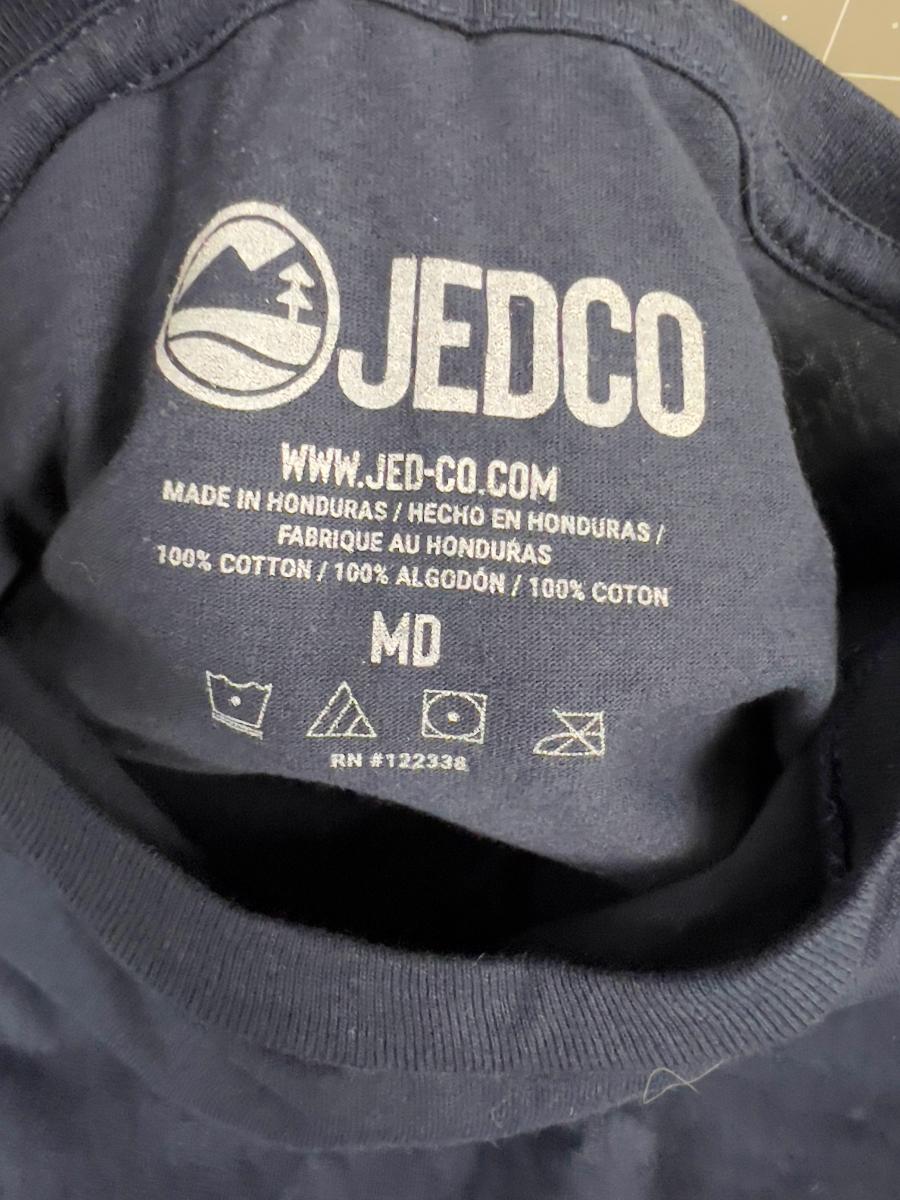 JEDCO
WWW.JED-CO.COM
MADE IN HONDURAS / HECHO EN HONDURAS /
FABRIQUE AU HONDURAS
100% COTTON / 100% ALGODÓN / 100% COTON
MD
RN #122338